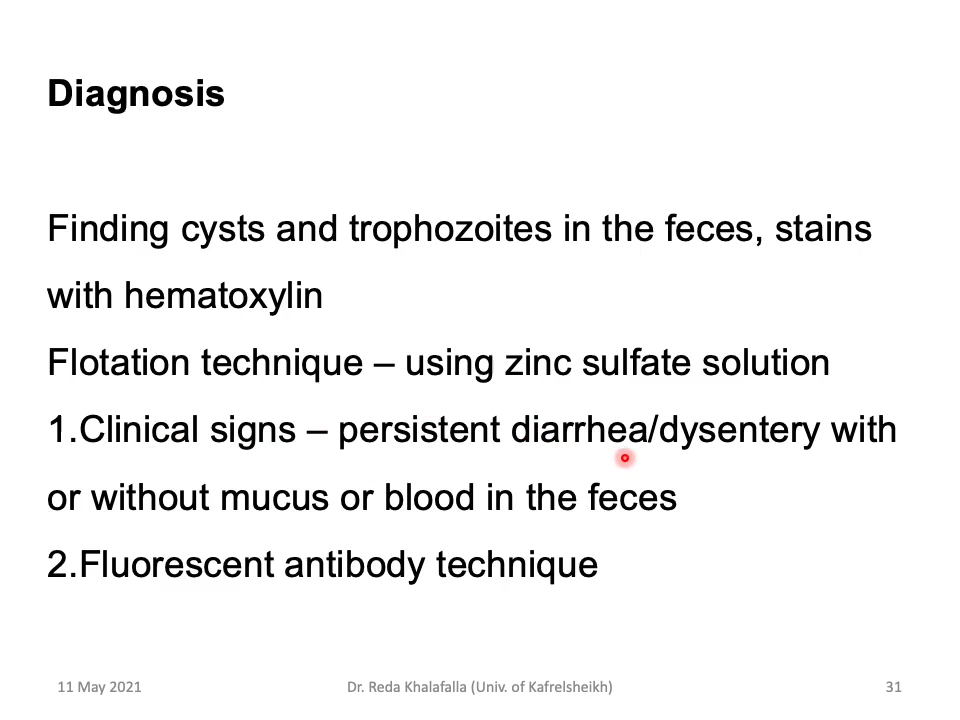 Diagnosis
Finding cysts and trophozoites in the feces, stains
with hematoxylin
Flotation technique – using zinc sulfate solution
1.Clinical signs – persistent diarrhea/dysentery with
or without mucus or blood in the feces
2.Fluorescent antibody technique
11 May 2021
Dr. Reda Khalafalla (Univ. of Kafrelsheikh)
31